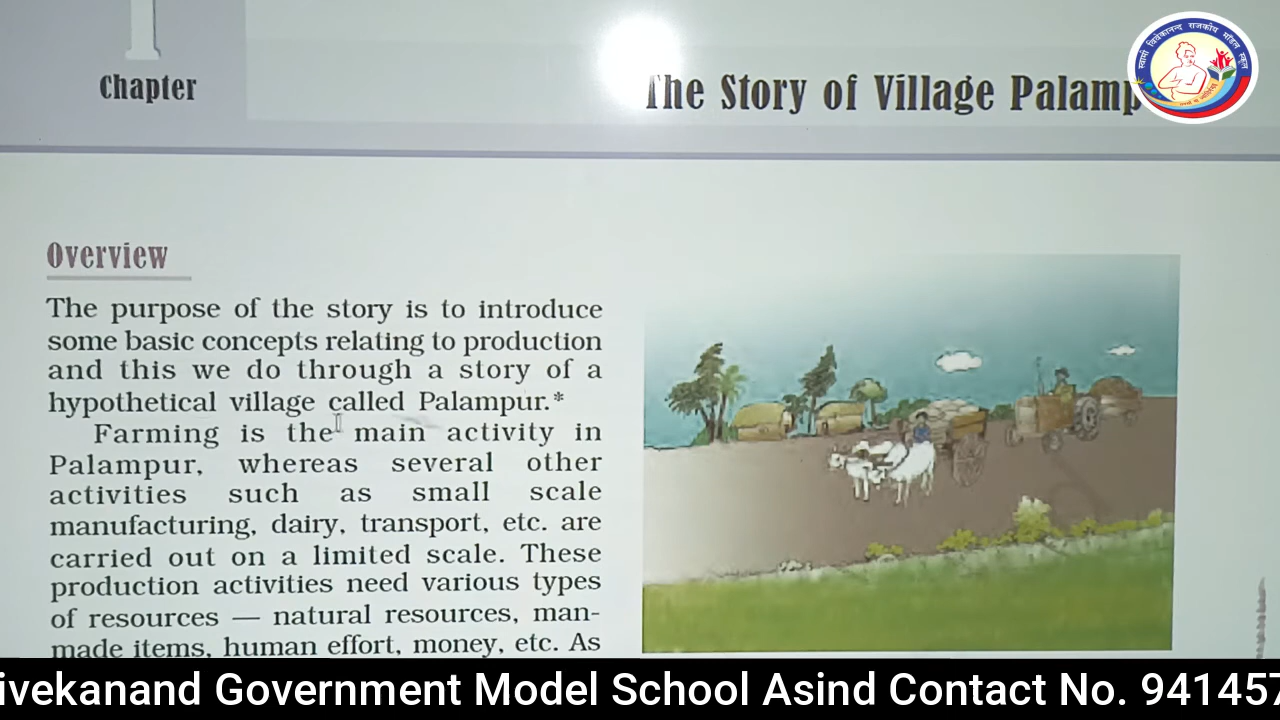 1
Chapter
The Story of Village Palamp
स्वामी विवेकानन्द राजकीय मॉडल स्कूल
Overview
The purpose of the story is to introduce
some basic concepts relating to production
and this we do through a story of a
hypothetical village called Palampur.*
Farming is the main activity in
Palampur, whereas several other
activities such as small scale
manufacturing, dairy, transport, etc. are
carried out on a limited scale. These
production activities need various types
of resources — natural resources, man-
made items, human effort, money, etc. As
ivekanand Government Model School Asind Contact No. 941457